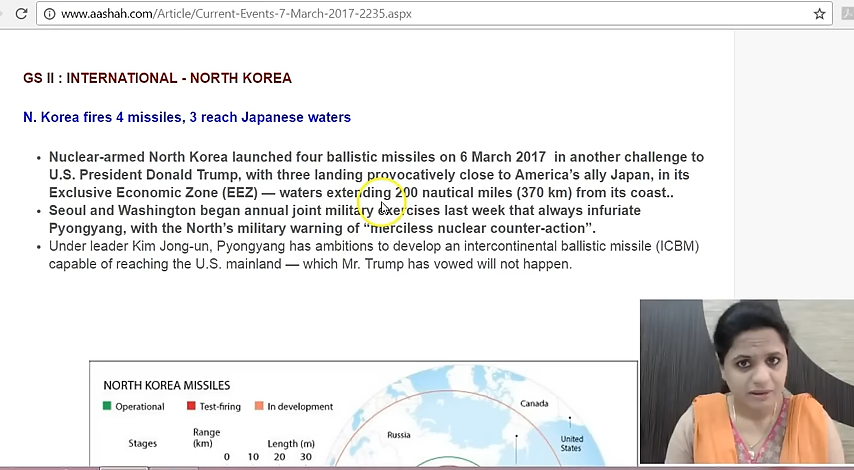 www.aashah.com/Article/Current-Events-7-March-2017-2235.aspx
GS II : INTERNATIONAL - NORTH KOREA
N. Korea fires 4 missiles, 3 reach Japanese waters
• Nuclear-armed North Korea launched four ballistic missiles on 6 March 2017 in another challenge to
U.S. President Donald Trump, with three landing provocatively close to America's ally Japan, in its
Exclusive Economic Zone (EEZ) — waters extending 200 nautical miles (370 km) from its coast..
• Seoul and Washington began annual joint military exercises last week that always infuriate
Pyongyang, with the North's military warning of "merciless nuclear counter-action".
• Under leader Kim Jong-un, Pyongyang has ambitions to develop an intercontinental ballistic missile (ICBM)
capable of reaching the U.S. mainland — which Mr. Trump has vowed will not happen.
NORTH KOREA MISSILES
Operational Test-firing In development
Canada
Range
(km)
Stages
Length (m)
0 10 20 30
Russia
United
States